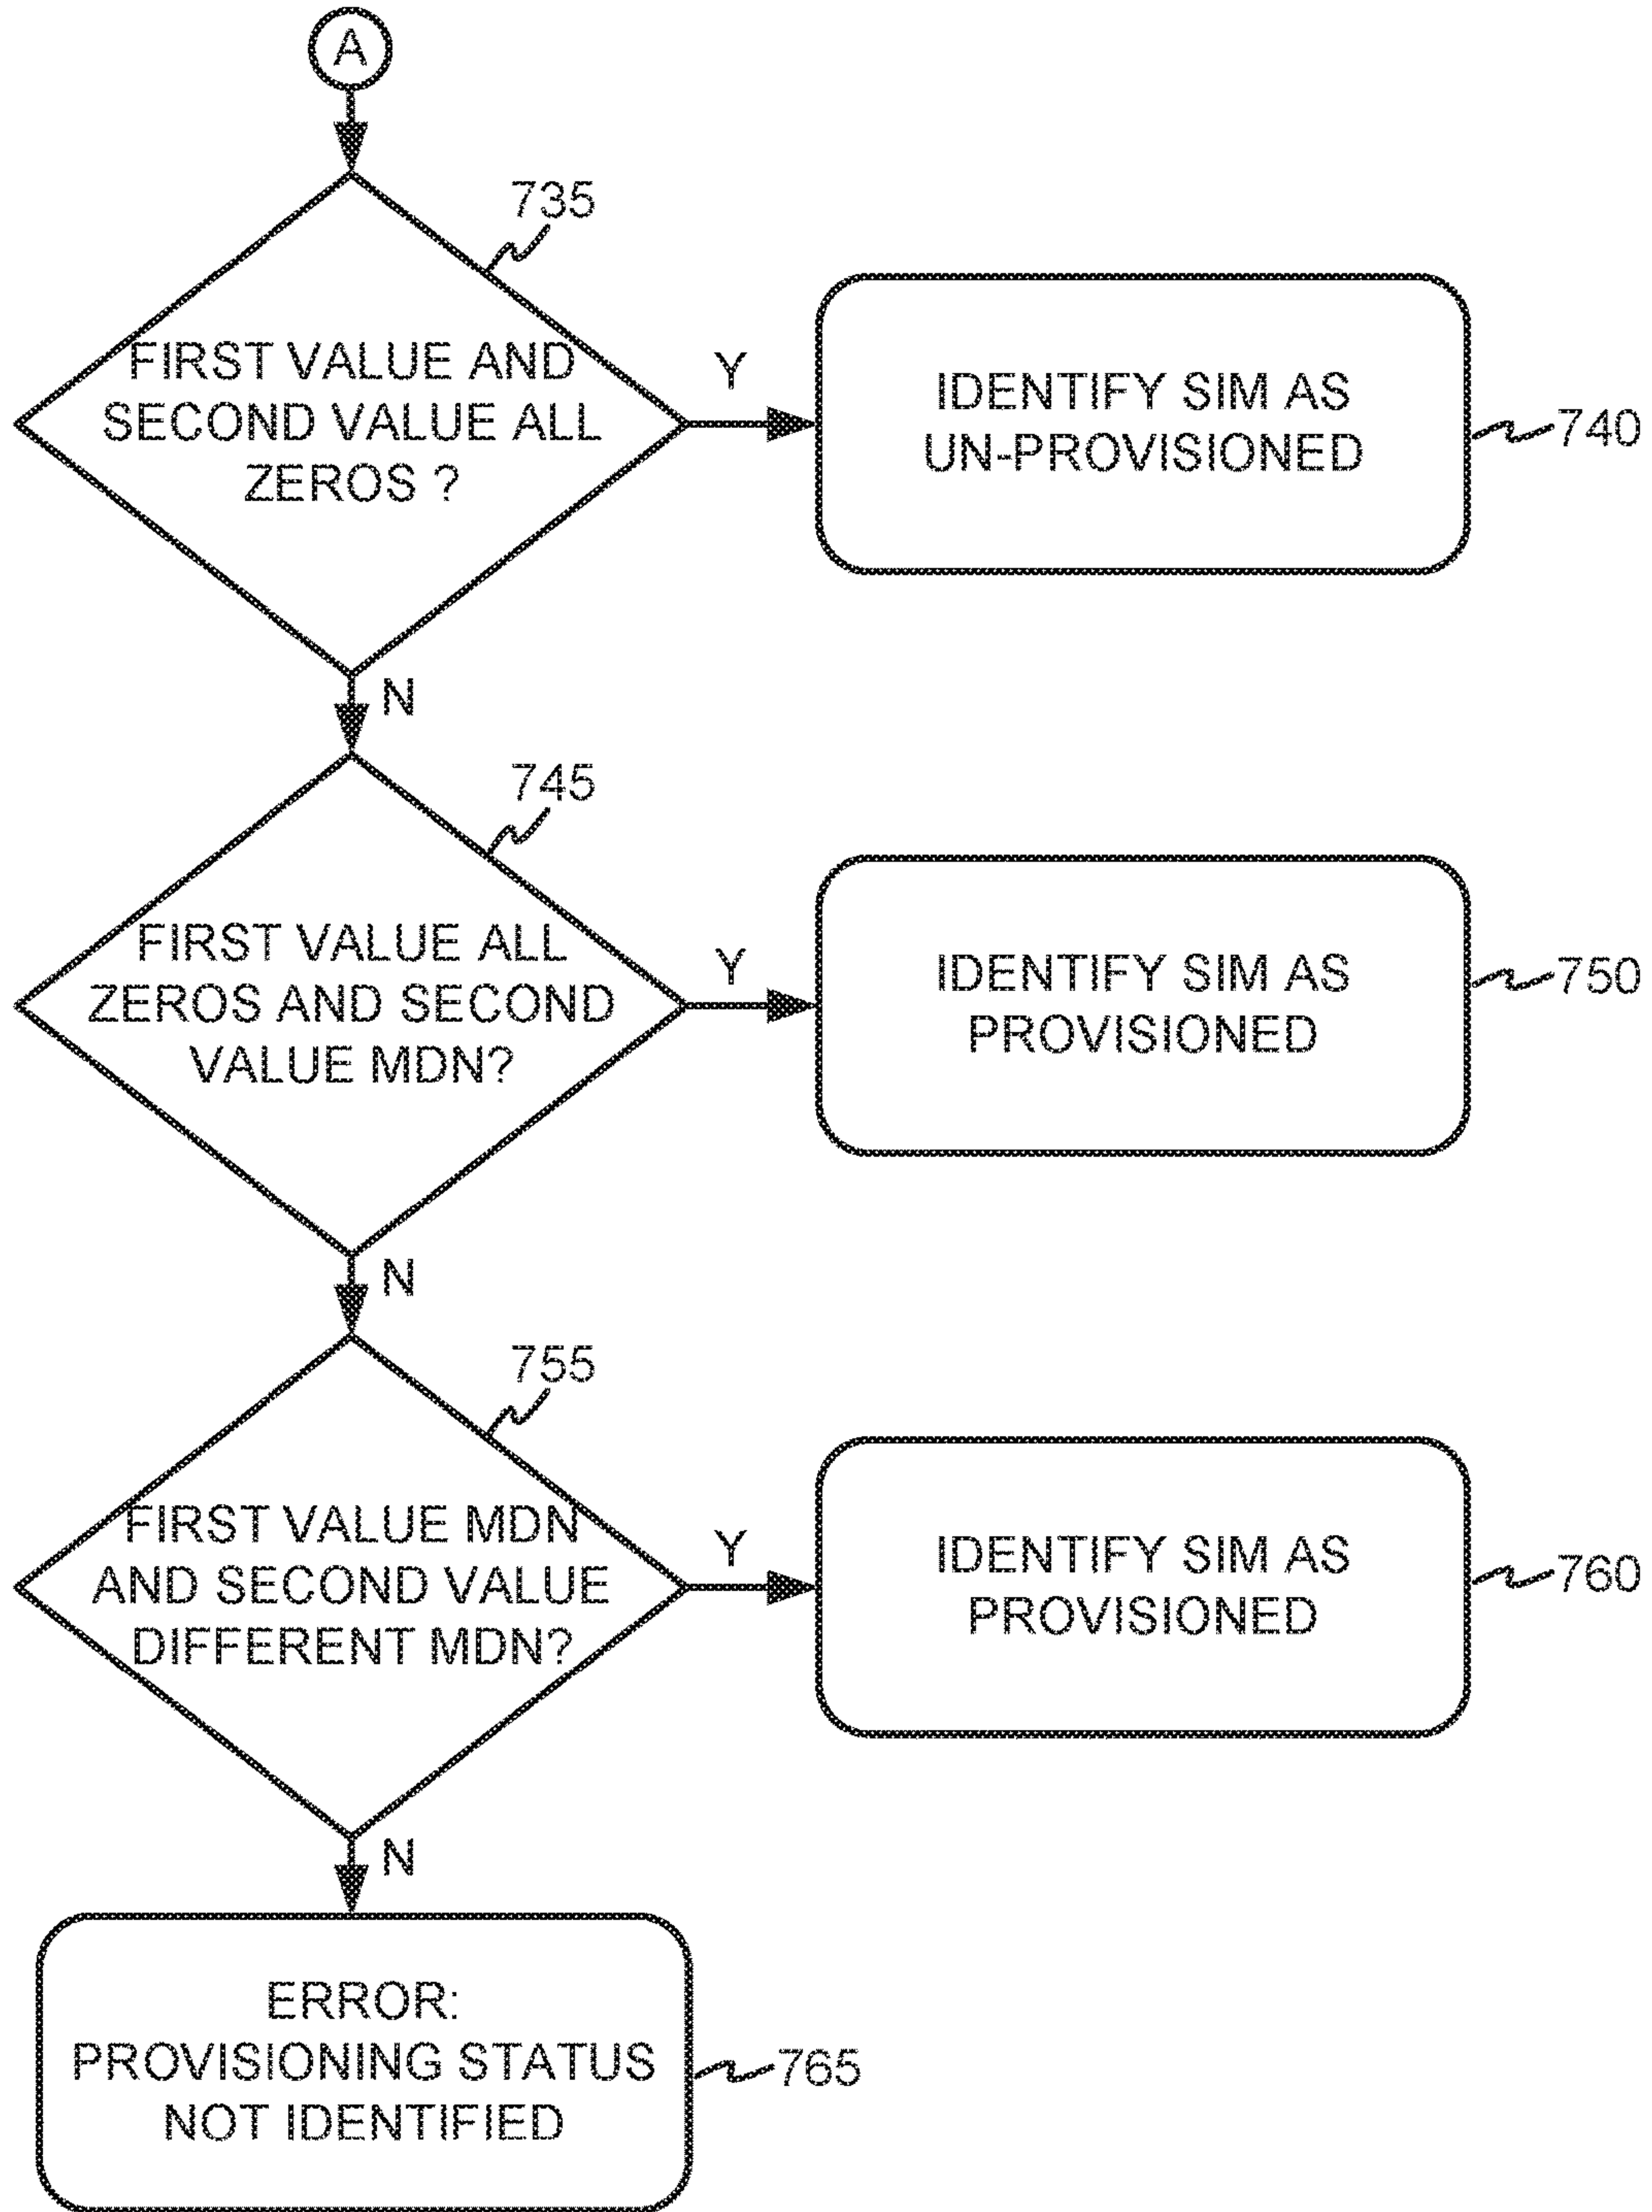 A
735
FIRST VALUE AND
SECOND VALUE ALL
ZEROS ?
Y
IDENTIFY SIM AS
UN-PROVISIONED
740
N
745
FIRST VALUE ALL
ZEROS AND SECOND
VALUE MDN?
Y
IDENTIFY SIM AS
PROVISIONED
750
N
755
FIRST VALUE MDN
AND SECOND VALUE
DIFFERENT MDN?
Y
IDENTIFY SIM AS
PROVISIONED
760
N
ERROR:
PROVISIONING STATUS
NOT IDENTIFIED
765